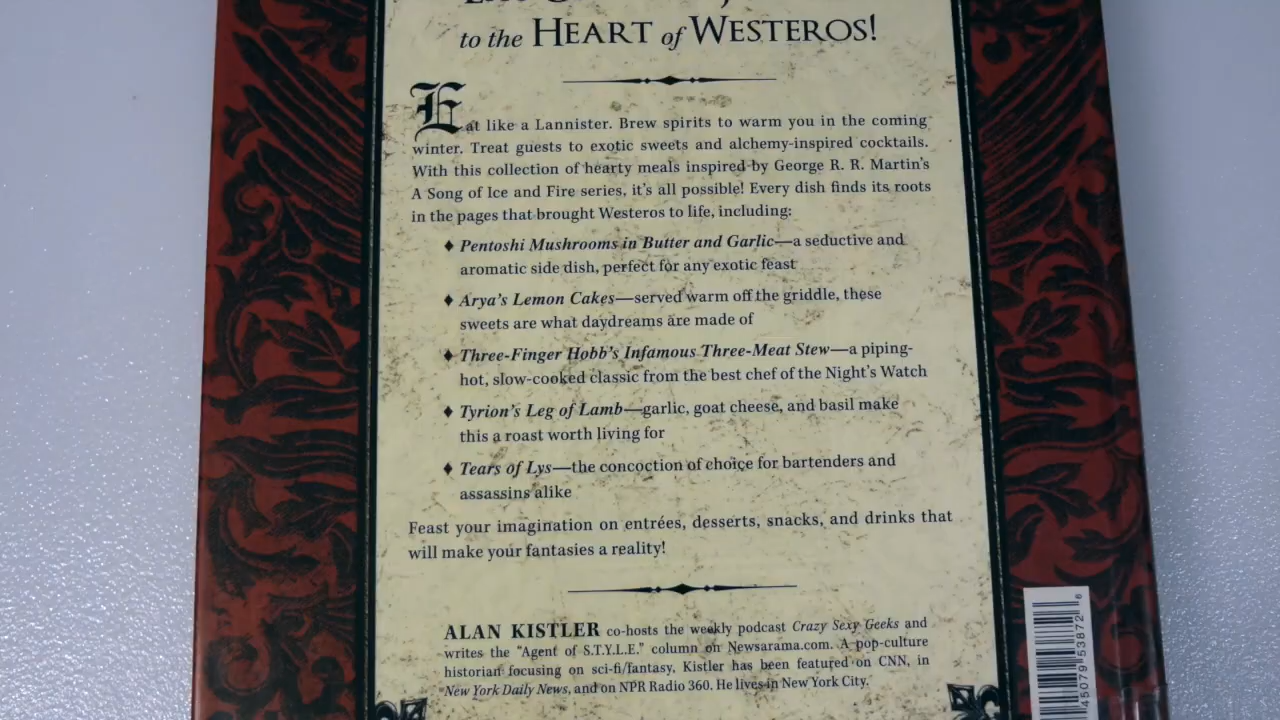 to the HEART of WESTEROS!
Eat like a Lannister. Brew spirits to warm you in the coming
winter. Treat guests to exotic sweets and alchemy-inspired cocktails.
With this collection of hearty meals inspired by George R. R. Martin's
A Song of Ice and Fire series, it's all possible! Every dish finds its roots
in the pages that brought Westeros to life, including:
♦ Pentoshi Mushrooms in Butter and Garlic—a seductive and
aromatic side dish, perfect for any exotic feast
♦ Arya's Lemon Cakes—served warm off the griddle, these
sweets are what daydreams are made of
♦ Three-Finger Hobb's Infamous Three-Meat Stew—a piping-
hot, slow-cooked classic from the best chef of the Night's Watch
♦ Tyrion's Leg of Lamb—garlic, goat cheese, and basil make
this a roast worth living for
♦ Tears of Lys—the concoction of choice for bartenders and
assassins alike
Feast your imagination on entrées, desserts, snacks, and drinks that
will make your fantasies a reality!
ALAN KISTLER co-hosts the weekly podcast Crazy Sexy Geeks and
writes the "Agent of S.T.Y.L.E." column on Newsarama.com. A pop-culture
historian focusing on sci-fi/fantasy, Kistler has been featured on CNN, in
New York Daily News, and on NPR Radio 360. He lives in New York City.
45079 53872 6